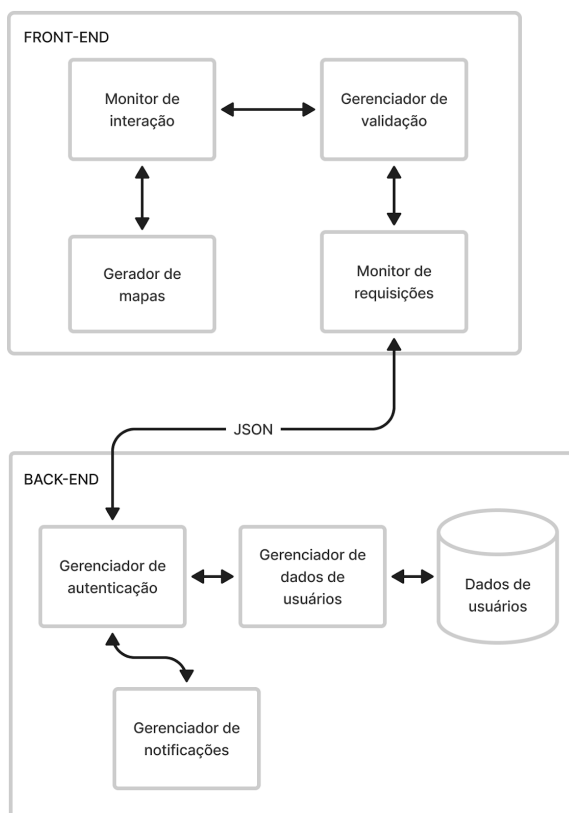 FRONT-END
Monitor de
interação
Gerenciador de
validação
Gerador de
mapas
Monitor de
requisições
JSON
BACK-END
Gerenciador de
autenticação
Gerenciador de
dados de
usuários
Dados de
usuários
Gerenciador de
notificações